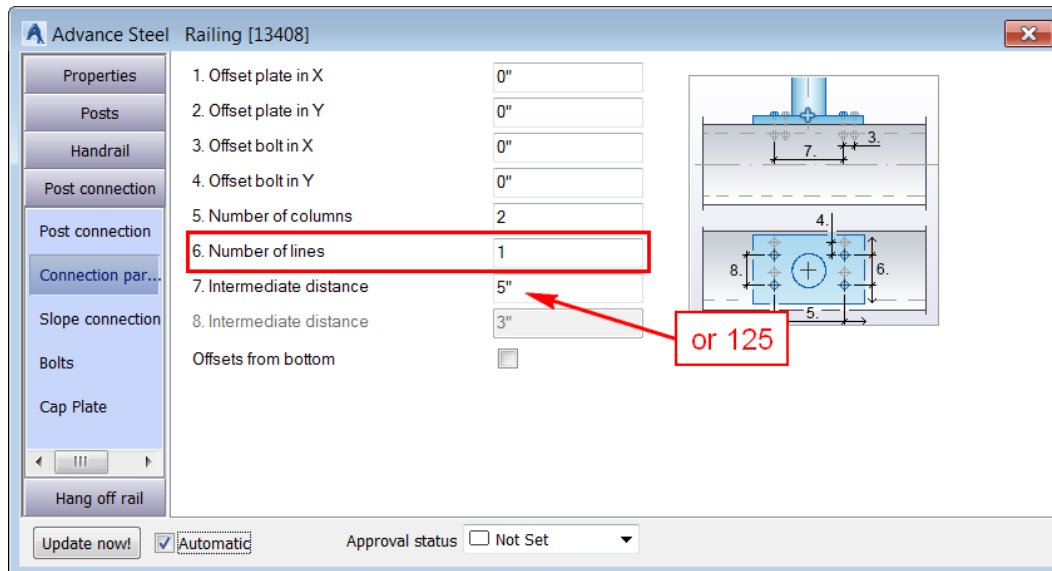 Advance Steel Railing [13408]
Properties
Posts
Handrail
Post connection
Post connection
Connection par...
Slope connection
Bolts
Cap Plate
Hang off rail
1. Offset plate in X 0"
2. Offset plate in Y 0"
3. Offset bolt in X 0"
4. Offset bolt in Y 0"
5. Number of columns 2
6. Number of lines 1
7. Intermediate distance 5"
8. Intermediate distance 3"
Offsets from bottom
3.
7.
4.
8.
6.
5.
or 125
Update now! Automatic Approval status Not Set